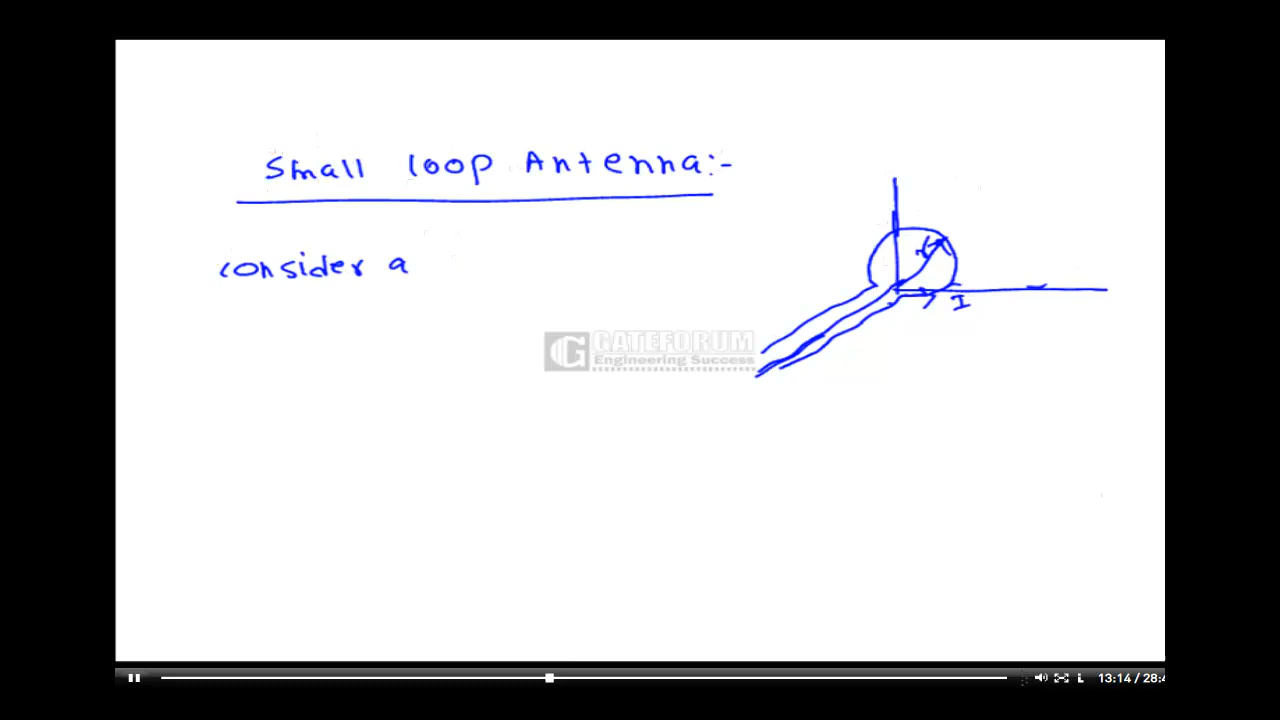 Small loop Antenna:-
consider a
I
GATEFORUM
Engineering Success
13:14 / 28:4